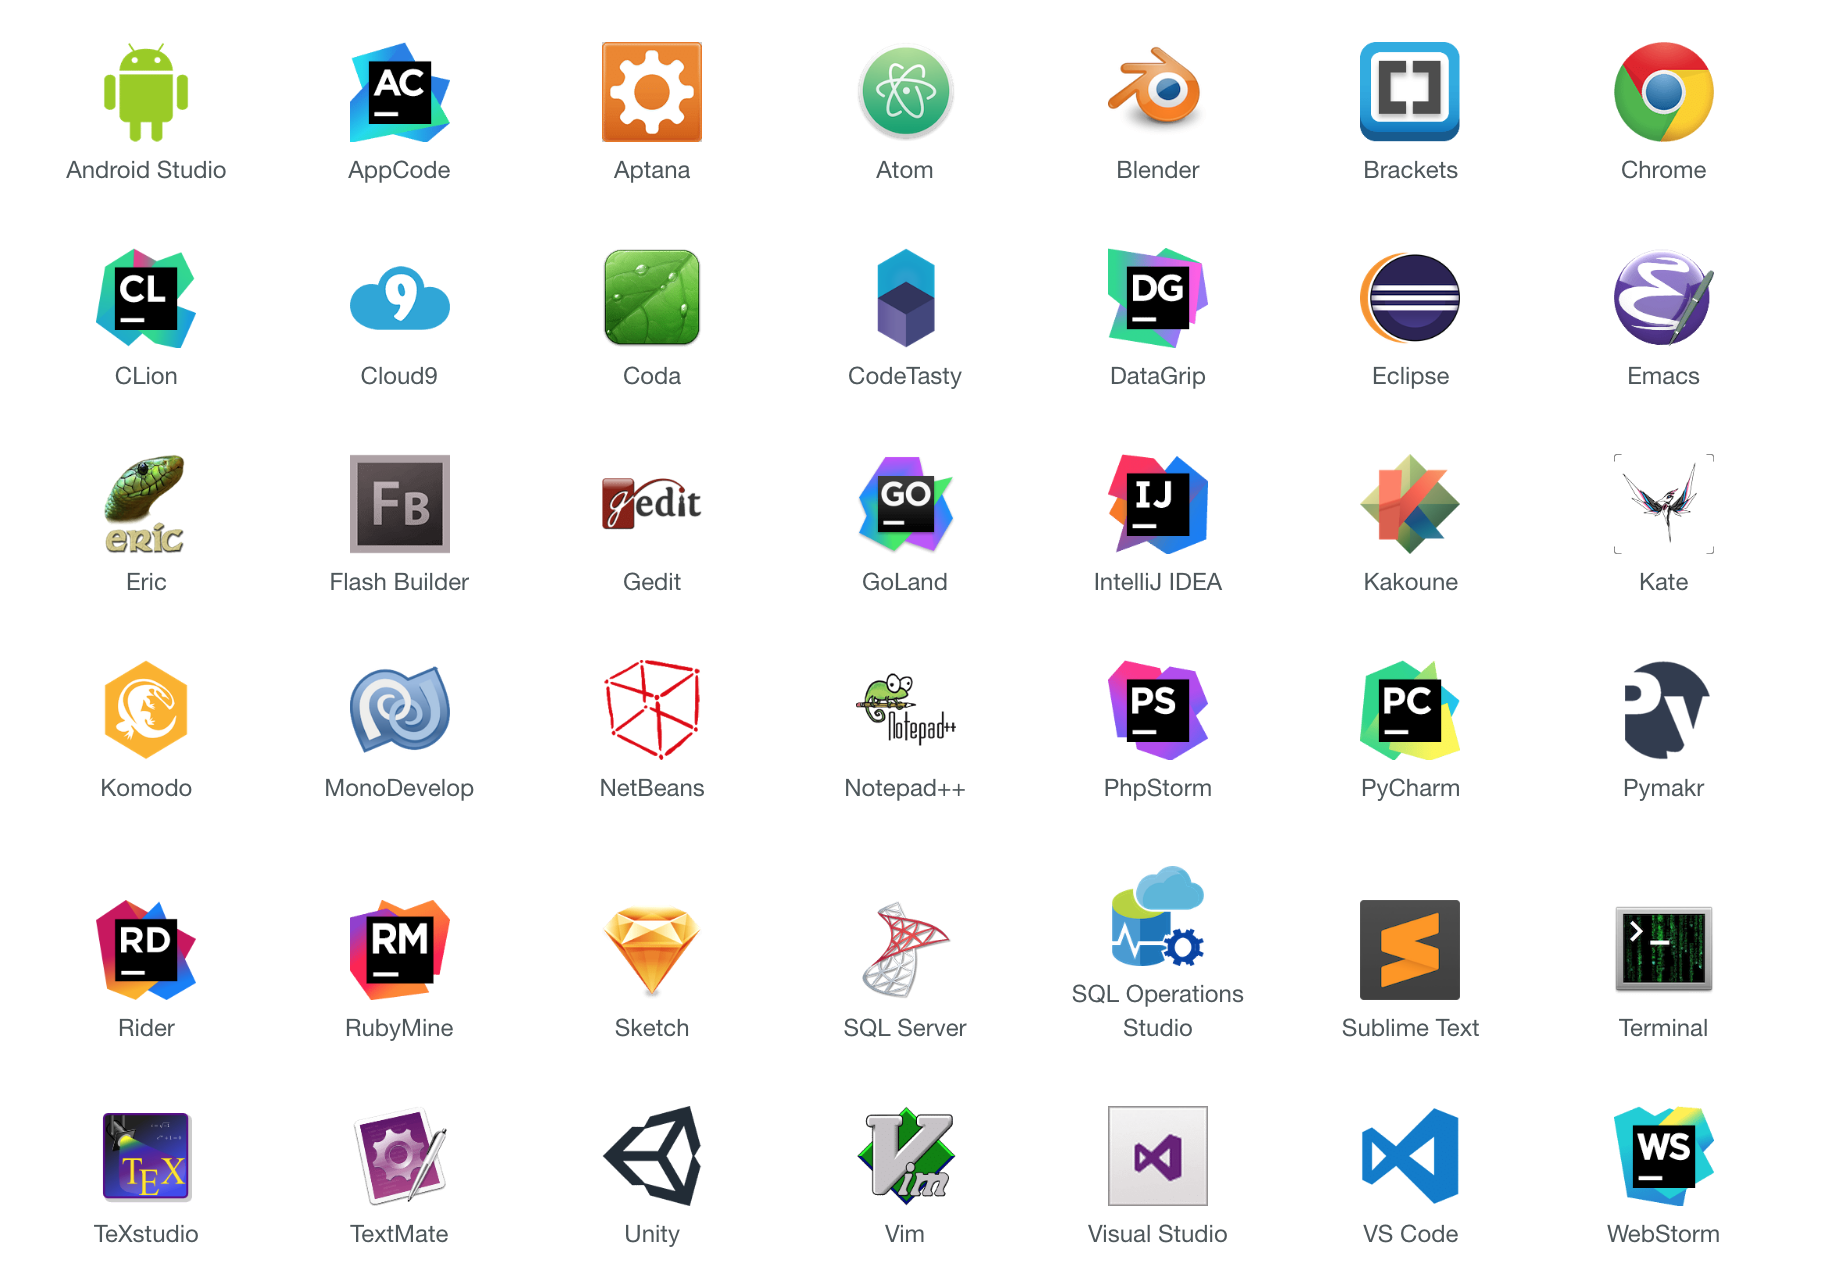 AC
Android Studio
AppCode
Aptana
Atom
Blender
Brackets
Chrome
CL
9
DG
CLion
Cloud9
Coda
CodeTasty
DataGrip
Eclipse
Emacs
eric
FB
gedit
GO
IJ
Eric
Flash Builder
Gedit
GoLand
IntelliJ IDEA
Kakoune
Kate
Notepad++
PS
PC
Py
Komodo
MonoDevelop
NetBeans
Notepad++
PhpStorm
PyCharm
Pymakr
RD
RM
>_
Rider
RubyMine
Sketch
SQL Server
SQL Operations
Studio
Sublime Text
Terminal
TEX
Vim
WS
TeXstudio
TextMate
Unity
Vim
Visual Studio
VS Code
WebStorm